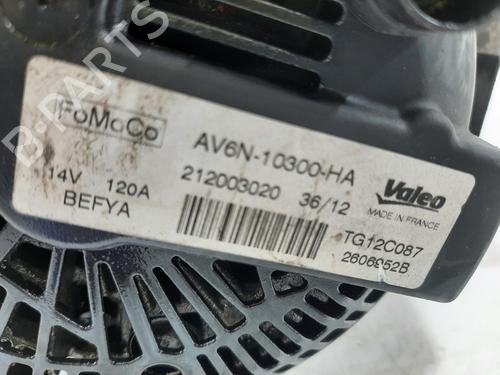 B-PARTS
FoMoCo
AV6N-10300-HA
14V 120A
212003020 36/12
BEFYA
Valeo
MADE IN FRANCE
TG12C087
2606952B